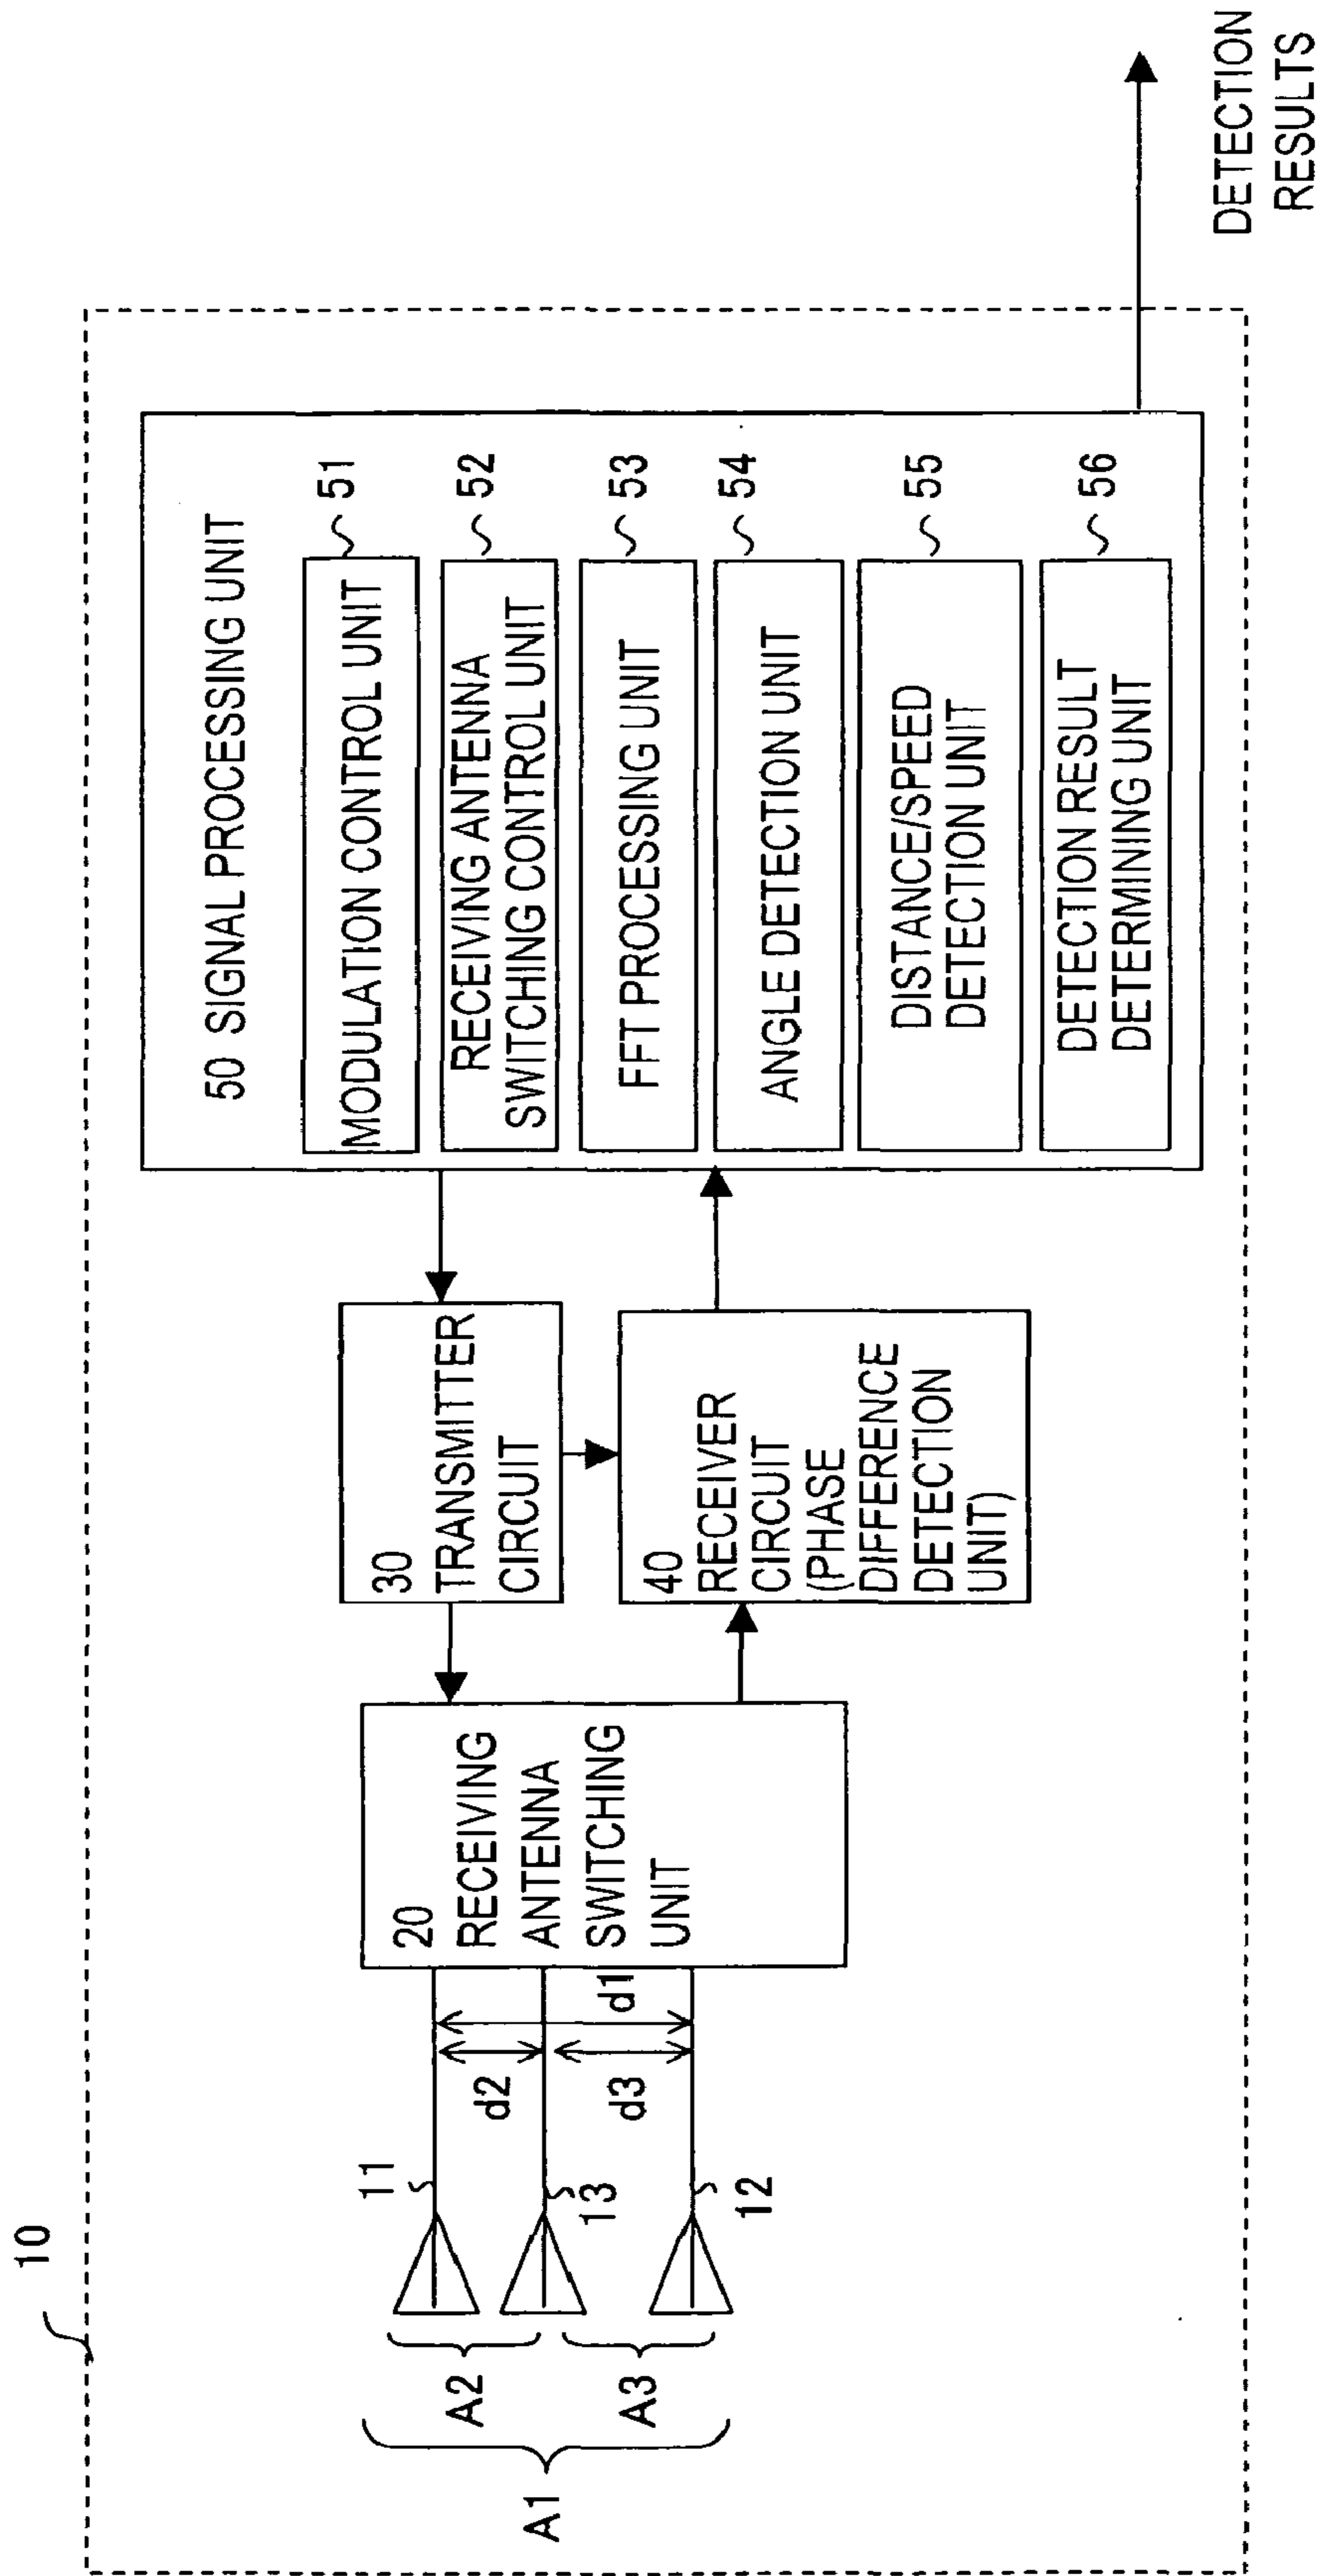 10
A1
A2
A3
11
13
12
d2
d3
d1
20
RECEIVING
ANTENNA
SWITCHING
UNIT
30
TRANSMITTER
CIRCUIT
40
RECEIVER
CIRCUIT
(PHASE
DIFFERENCE
DETECTION
UNIT)
50 SIGNAL PROCESSING UNIT
MODULATION CONTROL UNIT
51
RECEIVING ANTENNA
SWITCHING CONTROL UNIT
52
FFT PROCESSING UNIT
53
ANGLE DETECTION UNIT
54
DISTANCE/SPEED
DETECTION UNIT
55
DETECTION RESULT
DETERMINING UNIT
56
DETECTION
RESULTS